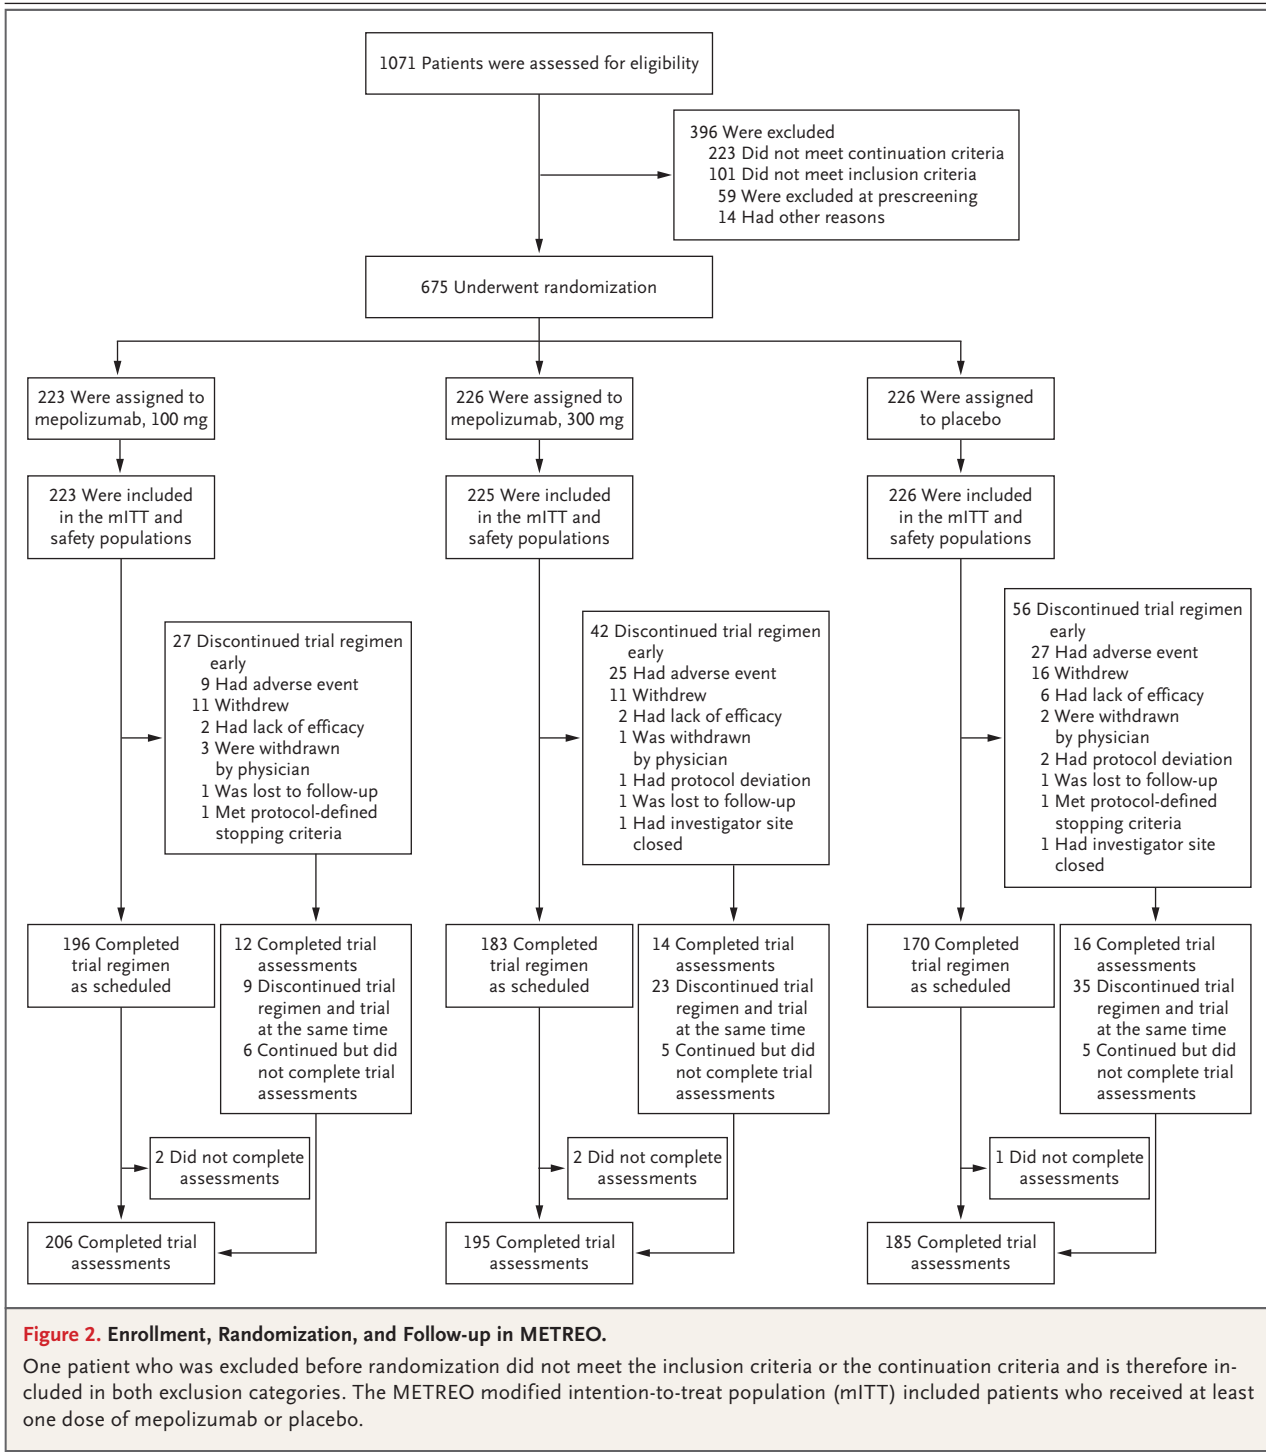 1071 Patients were assessed for eligibility
396 Were excluded
223 Did not meet continuation criteria
101 Did not meet inclusion criteria
59 Were excluded at prescreening
14 Had other reasons
675 Underwent randomization
223 Were assigned to
mepolizumab, 100 mg
226 Were assigned to
mepolizumab, 300 mg
226 Were assigned
to placebo
223 Were included
in the mITT and
safety populations
225 Were included
in the mITT and
safety populations
226 Were included
in the mITT and
safety populations
27 Discontinued trial regimen
early
9 Had adverse event
11 Withdrew
2 Had lack of efficacy
3 Were withdrawn
by physician
1 Was lost to follow-up
1 Met protocol-defined
stopping criteria
42 Discontinued trial regimen
early
25 Had adverse event
11 Withdrew
2 Had lack of efficacy
1 Was withdrawn
by physician
1 Had protocol deviation
1 Was lost to follow-up
1 Had investigator site
closed
56 Discontinued trial regimen
early
27 Had adverse event
16 Withdrew
6 Had lack of efficacy
2 Were withdrawn
by physician
2 Had protocol deviation
1 Was lost to follow-up
1 Met protocol-defined
stopping criteria
1 Had investigator site
closed
196 Completed
trial regimen
as scheduled
12 Completed trial
assessments
9 Discontinued trial
regimen and trial
at the same time
6 Continued but did
not complete trial
assessments
183 Completed
trial regimen
as scheduled
14 Completed trial
assessments
23 Discontinued trial
regimen and trial
at the same time
5 Continued but did
not complete trial
assessments
170 Completed
trial regimen
as scheduled
16 Completed trial
assessments
35 Discontinued trial
regimen and trial
at the same time
5 Continued but did
not complete trial
assessments
2 Did not complete
assessments
2 Did not complete
assessments
1 Did not complete
assessments
206 Completed trial
assessments
195 Completed trial
assessments
185 Completed trial
assessments
Figure 2. Enrollment, Randomization, and Follow-up in METREO.
One patient who was excluded before randomization did not meet the inclusion criteria or the continuation criteria and is therefore in-
cluded in both exclusion categories. The METREO modified intention-to-treat population (mITT) included patients who received at least
one dose of mepolizumab or placebo.